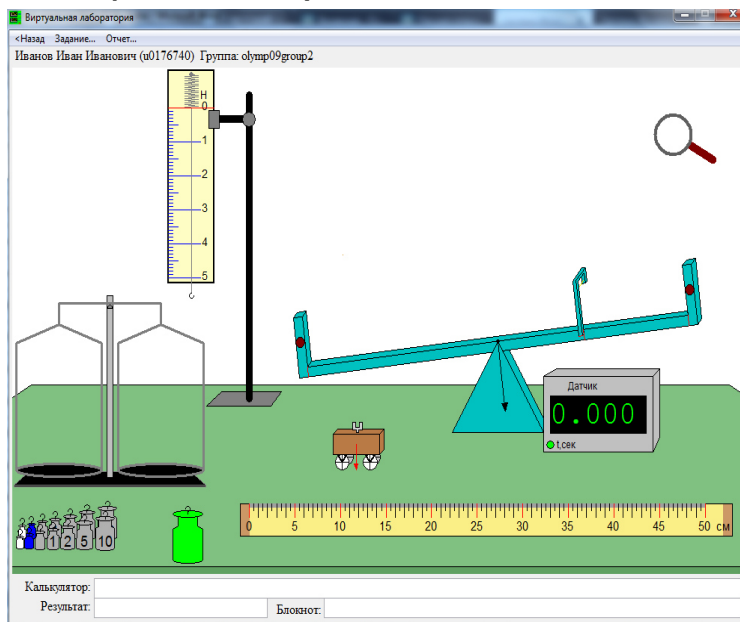 Виртуальная лаборатория
<Назад Задание... Отчет...
Иванов Иван Иванович (u0176740) Группа: olymp09group2
Н
0
1
2
3
4
5
Датчик
0.000
t,сек
1 2 5 10
0 5 10 15 20 25 30 35 40 45 50 см
Калькулятор:
Результат: Блокнот: